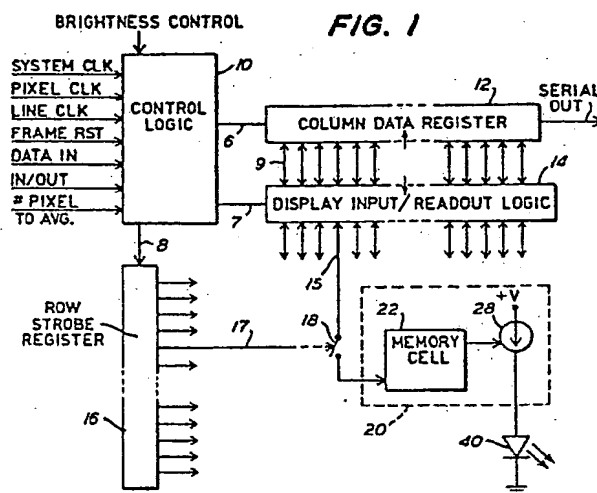 FIG. 1
BRIGHTNESS CONTROL
10
SYSTEM CLK
PIXEL CLK
LINE CLK
FRAME RST
DATA IN
IN/OUT
# PIXEL
TO AVG.
CONTROL
LOGIC
6
7
8
12
COLUMN DATA REGISTER
SERIAL
OUT
9
14
DISPLAY INPUT/READOUT LOGIC
15
ROW
STROBE
REGISTER
16
17
18
22
MEMORY
CELL
+V
28
20
40